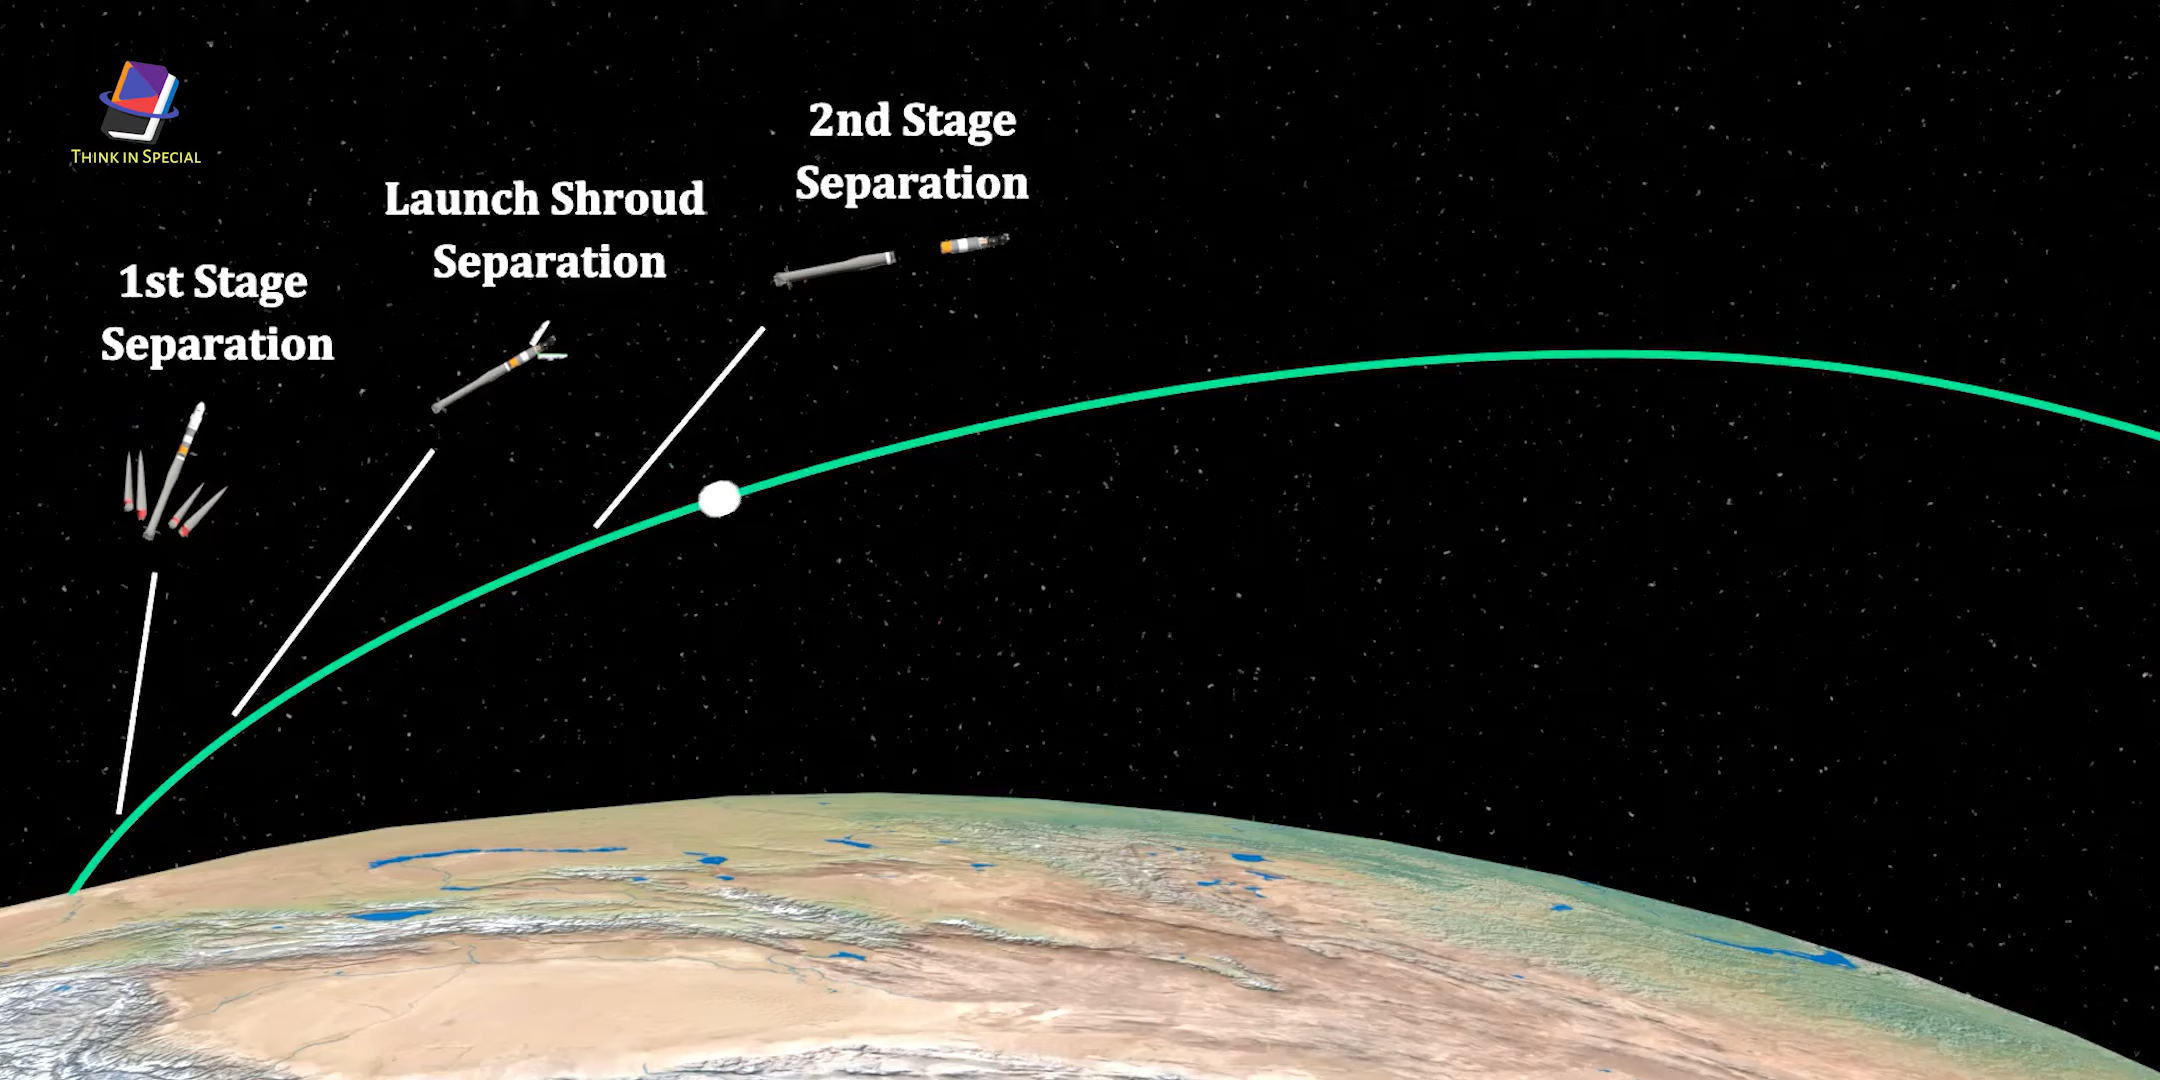 THINK IN SPECIAL
1st Stage
Separation
Launch Shroud
Separation
2nd Stage
Separation